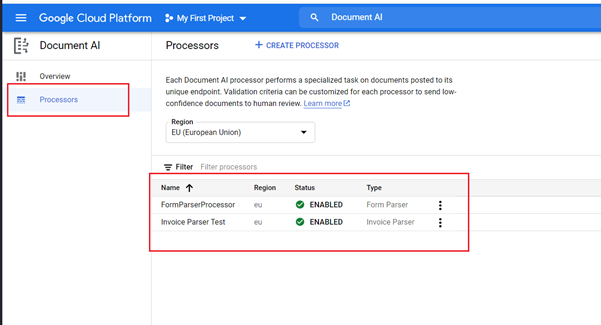 Google Cloud Platform My First Project Document AI
Document AI Processors CREATE PROCESSOR
Overview
Processors
Each Document AI processor performs a specialized task on documents posted to its
unique endpoint. Validation criteria can be customized for each processor to send low-
confidence documents to human review. Learn more
Region
EU (European Union)
Filter Filter processors
Name Region Status Type
FormParserProcessor eu ENABLED Form Parser
Invoice Parser Test eu ENABLED Invoice Parser